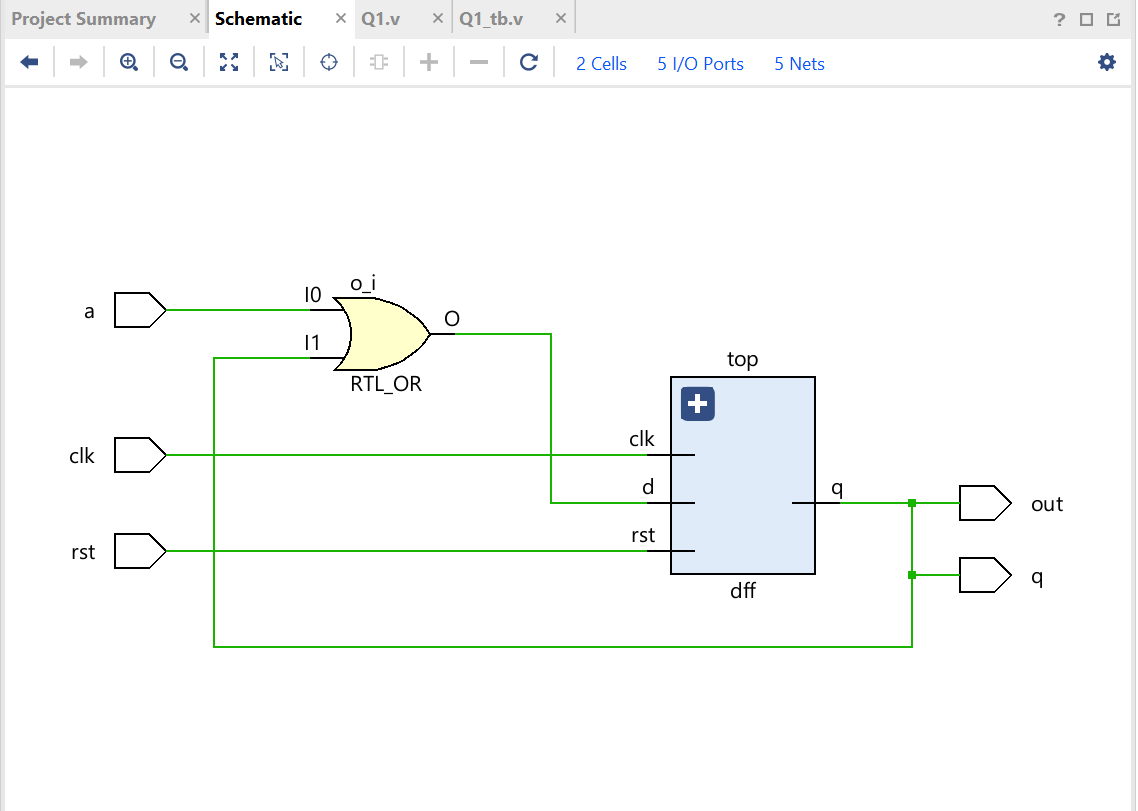 Project Summary × Schematic × Q1.v × Q1_tb.v × ?
2 Cells 5 I/O Ports 5 Nets
o_i
I0
a
O
I1
RTL_OR
top
clk
clk
d
q
out
rst
rst
q
dff